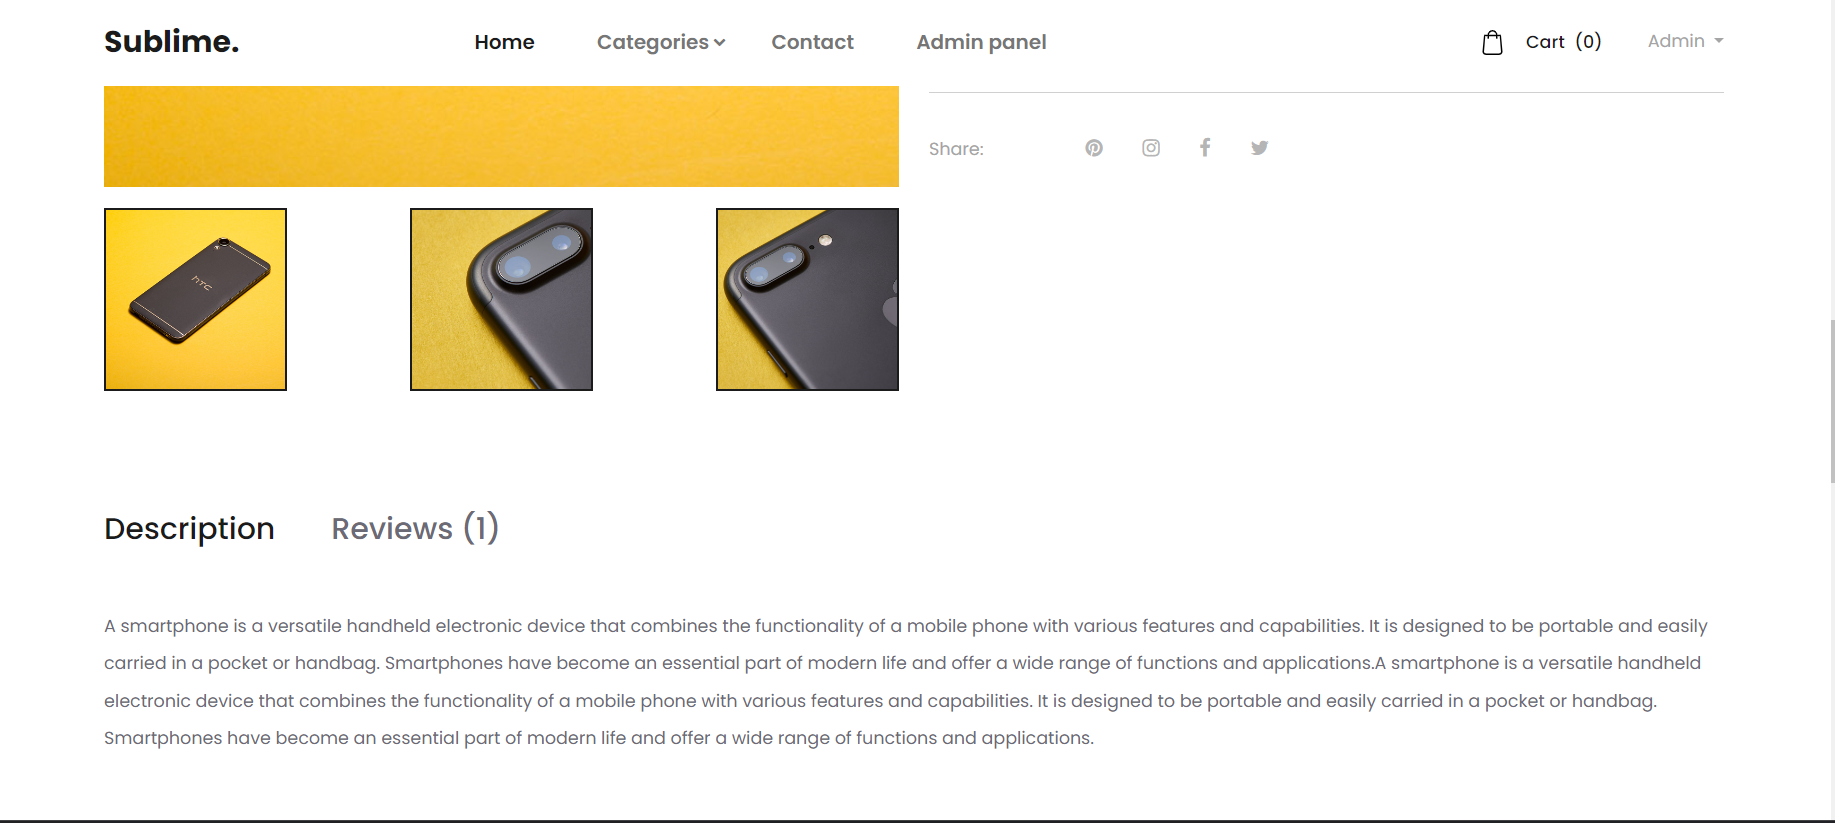 Sublime.
Home
Categories
Contact
Admin panel
Cart (0)
Admin
Share:
hTC
Description
Reviews (1)
A smartphone is a versatile handheld electronic device that combines the functionality of a mobile phone with various features and capabilities. It is designed to be portable and easily
carried in a pocket or handbag. Smartphones have become an essential part of modern life and offer a wide range of functions and applications.A smartphone is a versatile handheld
electronic device that combines the functionality of a mobile phone with various features and capabilities. It is designed to be portable and easily carried in a pocket or handbag.
Smartphones have become an essential part of modern life and offer a wide range of functions and applications.